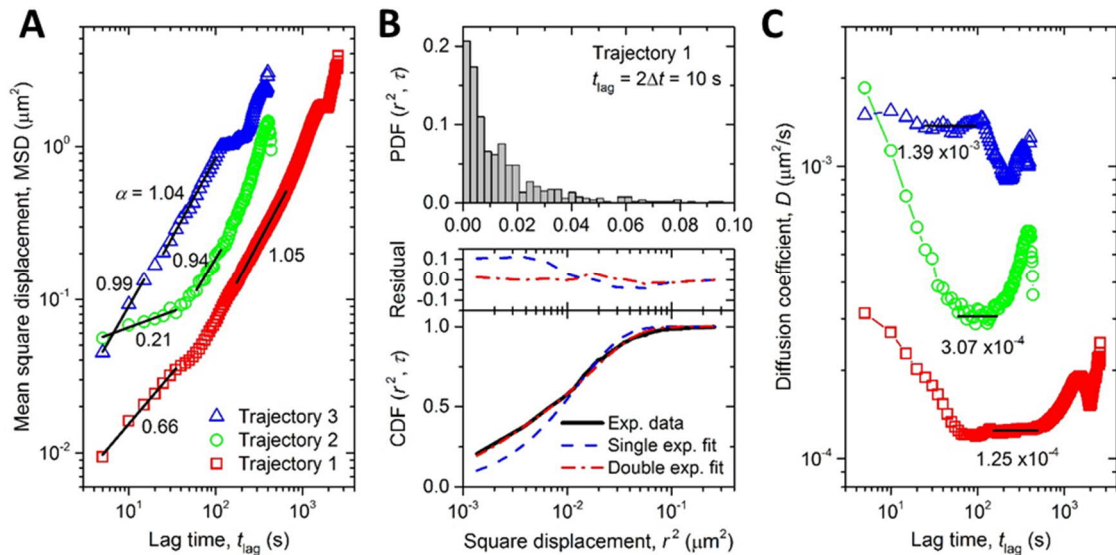 A
Mean square displacement, MSD (μm²)
10⁰
10⁻¹
10⁻²
α = 1.04
0.99
0.94
1.05
0.21
0.66
Trajectory 3
Trajectory 2
Trajectory 1
10¹ 10² 10³
Lag time, t_lag (s)
B
PDF (r², τ)
0.2
0.1
0.0
Trajectory 1
t_lag = 2Δt = 10 s
0.00 0.02 0.04 0.06 0.08 0.10
Residual
0.1
0.0
-0.1
CDF (r², τ)
1.0
0.5
0.0
Exp. data
Single exp. fit
Double exp. fit
10⁻³ 10⁻² 10⁻¹
Square displacement, r² (μm²)
C
Diffusion coefficient, D (μm²/s)
10⁻³
10⁻⁴
1.39 x10⁻³
3.07 x10⁻⁴
1.25 x10⁻⁴
10¹ 10² 10³
Lag time, t_lag (s)